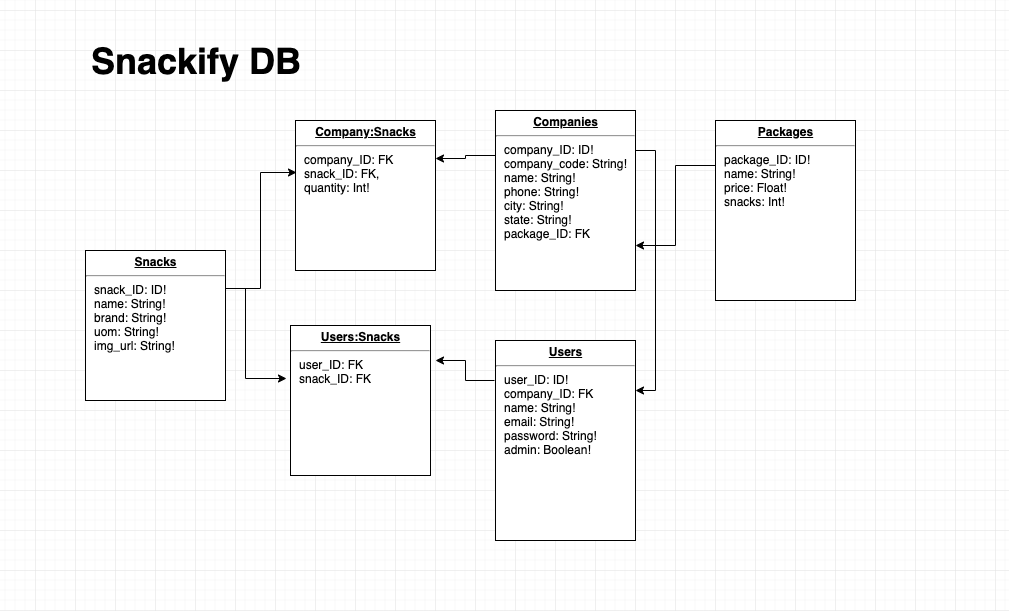 Snackify DB
Company:Snacks
company_ID: FK
snack_ID: FK,
quantity: Int!
Companies
company_ID: ID!
company_code: String!
name: String!
phone: String!
city: String!
state: String!
package_ID: FK
Packages
package_ID: ID!
name: String!
price: Float!
snacks: Int!
Snacks
snack_ID: ID!
name: String!
brand: String!
uom: String!
img_url: String!
Users:Snacks
user_ID: FK
snack_ID: FK
Users
user_ID: ID!
company_ID: FK
name: String!
email: String!
password: String!
admin: Boolean!